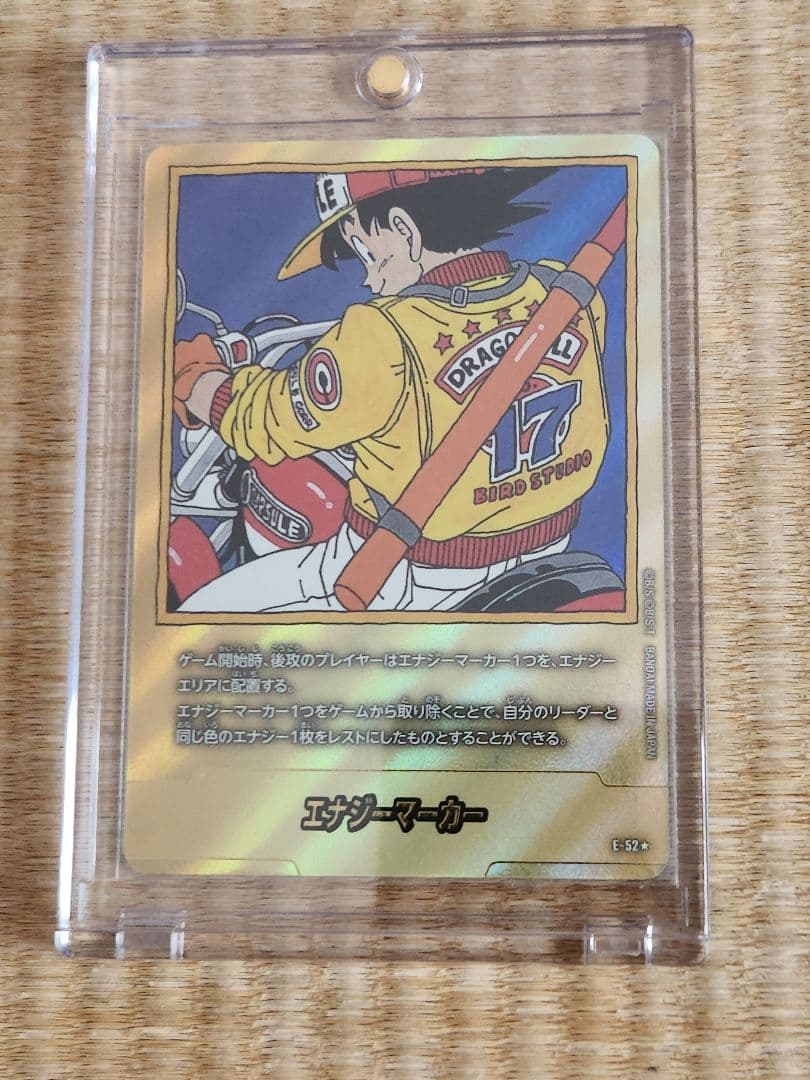 LE
DRAGO LL
17
BIRD STUDIO
LE CORP.
CAPSULE
©B/S ©B/S・T BANDAI MADE IN JAPAN
ゲーム開始時、後攻のプレイヤーはエナジーマーカー1つを、エナジー
エリアに配置する。
エナジーマーカー1つをゲームから取り除くことで、自分のリーダーと
同じ色のエナジー1枚をレストにしたものとすることができる。
エナジーマーカー
E-52★